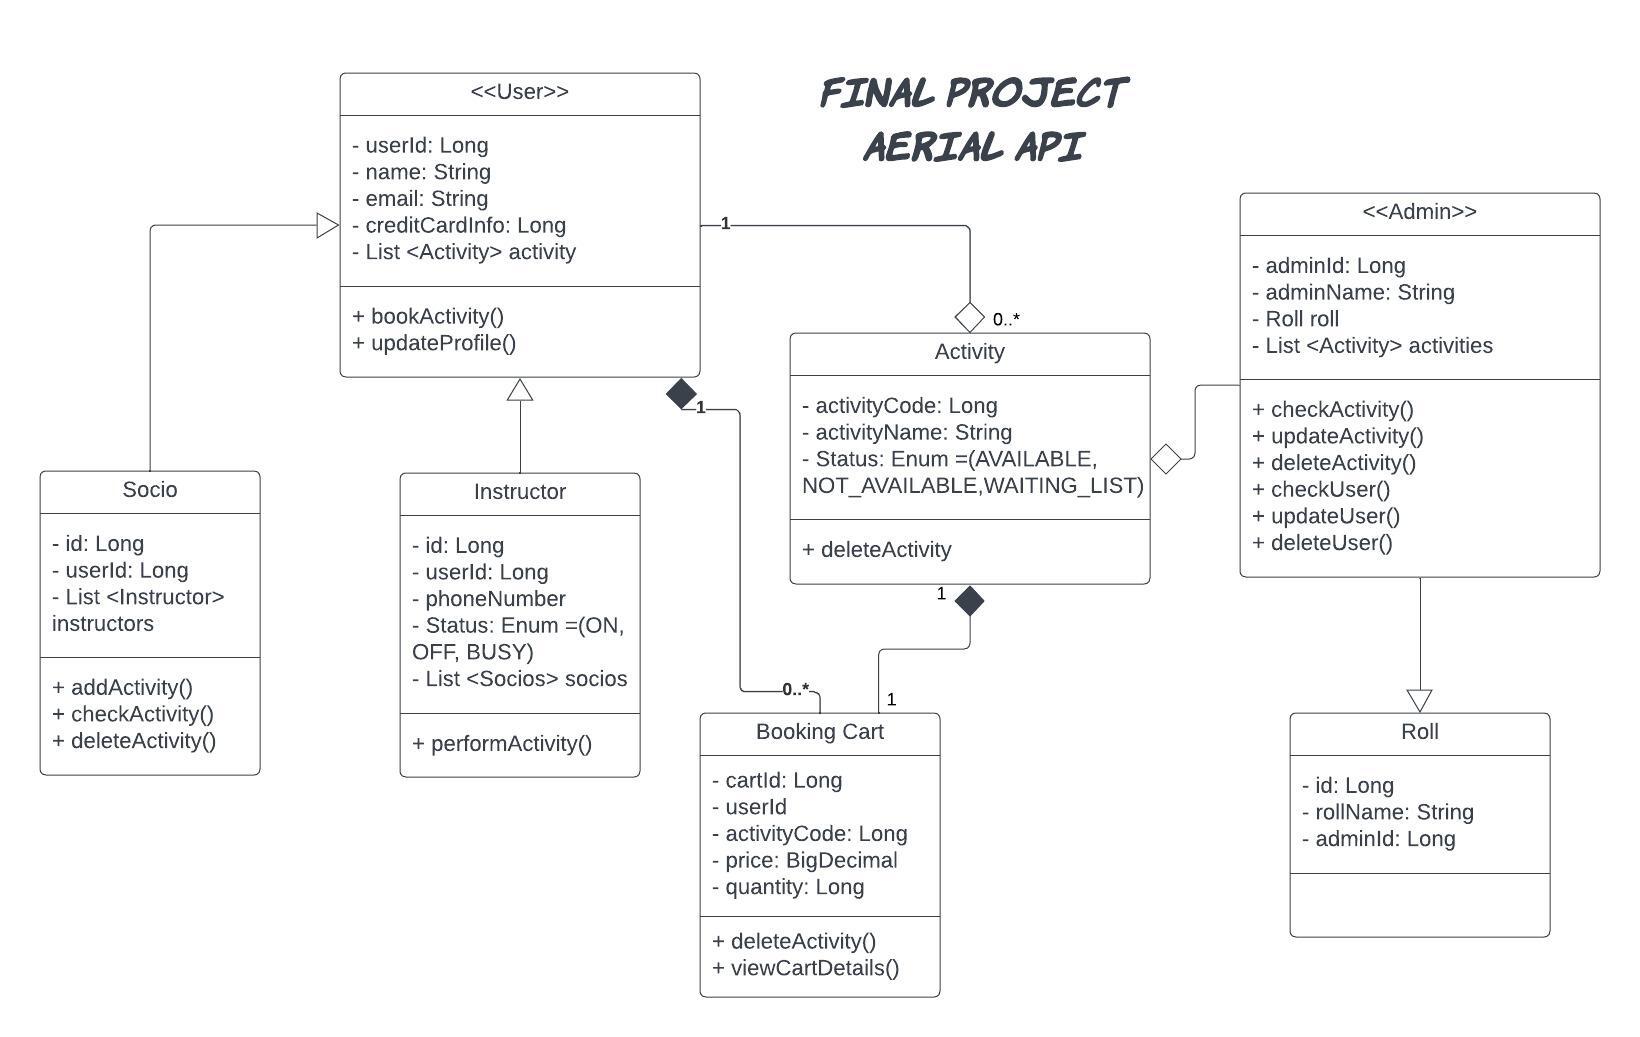 FINAL PROJECT
AERIAL API
<<User>>
- userId: Long
- name: String
- email: String
- creditCardInfo: Long
- List <Activity> activity
+ bookActivity()
+ updateProfile()
1
0..*
1
0..*
Socio
- id: Long
- userId: Long
- List <Instructor>
instructors
+ addActivity()
+ checkActivity()
+ deleteActivity()
Instructor
- id: Long
- userId: Long
- phoneNumber
- Status: Enum =(ON,
OFF, BUSY)
- List <Socios> socios
+ performActivity()
Activity
- activityCode: Long
- activityName: String
- Status: Enum =(AVAILABLE,
NOT_AVAILABLE,WAITING_LIST)
+ deleteActivity
1
1
Booking Cart
- cartId: Long
- userId
- activityCode: Long
- price: BigDecimal
- quantity: Long
+ deleteActivity()
+ viewCartDetails()
<<Admin>>
- adminId: Long
- adminName: String
- Roll roll
- List <Activity> activities
+ checkActivity()
+ updateActivity()
+ deleteActivity()
+ checkUser()
+ updateUser()
+ deleteUser()
Roll
- id: Long
- rollName: String
- adminId: Long